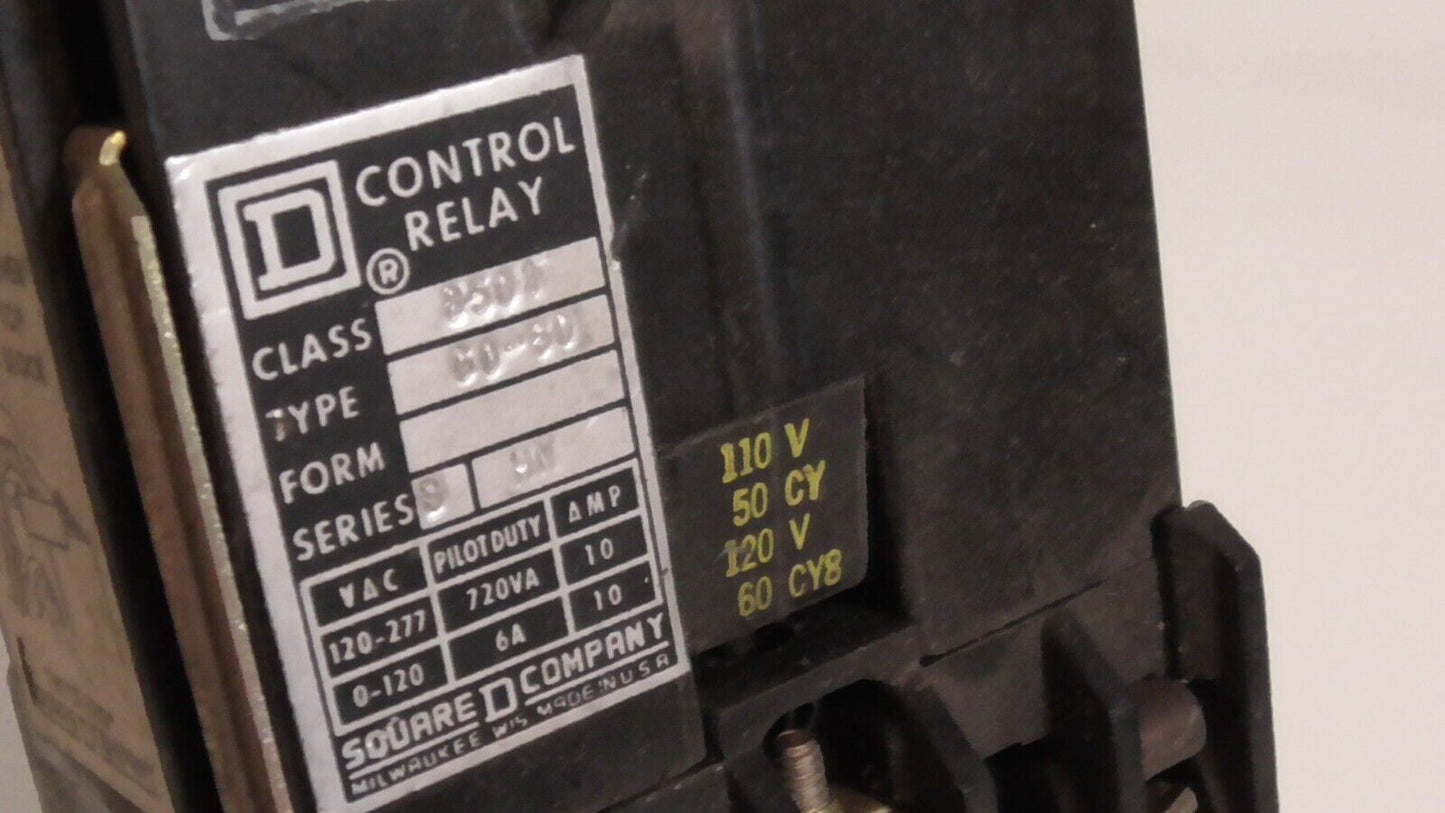 D
CONTROL
RELAY
®
CLASS 8501
TYPE
FORM
SERIES
VAC PILOT DUTY AMP
120-277 720VA 10
0-120 6A 10
SQUARE D COMPANY
MILWAUKEE WIS MADE IN USA
110 V
50 CY
120 V
60 CY8